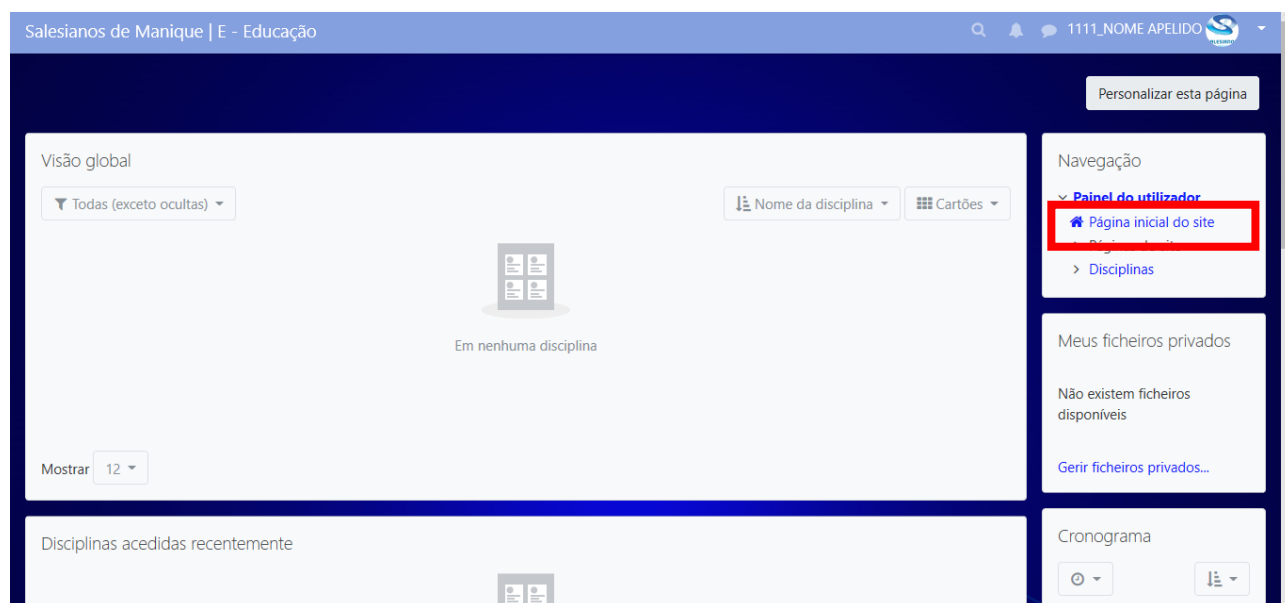 Salesianos de Manique | E - Educação
1111_NOME APELIDO
Personalizar esta página
Visão global
Todas (exceto ocultas)
Nome da disciplina
Cartões
Em nenhuma disciplina
Mostrar 12
Disciplinas acedidas recentemente
Navegação
Painel do utilizador
Página inicial do site
Disciplinas
Meus ficheiros privados
Não existem ficheiros
disponíveis
Gerir ficheiros privados...
Cronograma